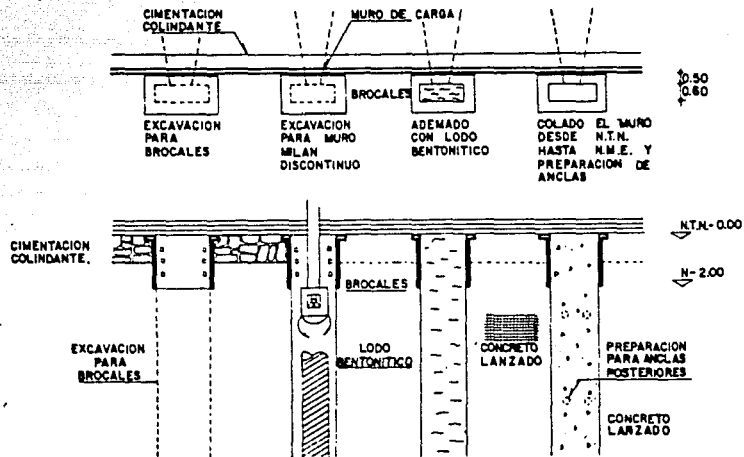 CIMENTACION
COLINDANTE
MURO DE CARGA
BROCALES
0.50
0.60
EXCAVACION
PARA
BROCALES
EXCAVACION
PARA MURO
MILAN
DISCONTINUO
ADEMADO
CON LODO
BENTONITICO
COLADO EL MURO
DESDE N.T.N.
HASTA N.M.E. Y
PREPARACION DE
ANCLAS
N.T.N.- 0.00
CIMENTACION
COLINDANTE.
N- 2.00
BROCALES
EXCAVACION
PARA
BROCALES
LODO
BENTONITICO
CONCRETO
LANZADO
PREPARACION
PARA ANCLAS
POSTERIORES
CONCRETO
LANZADO